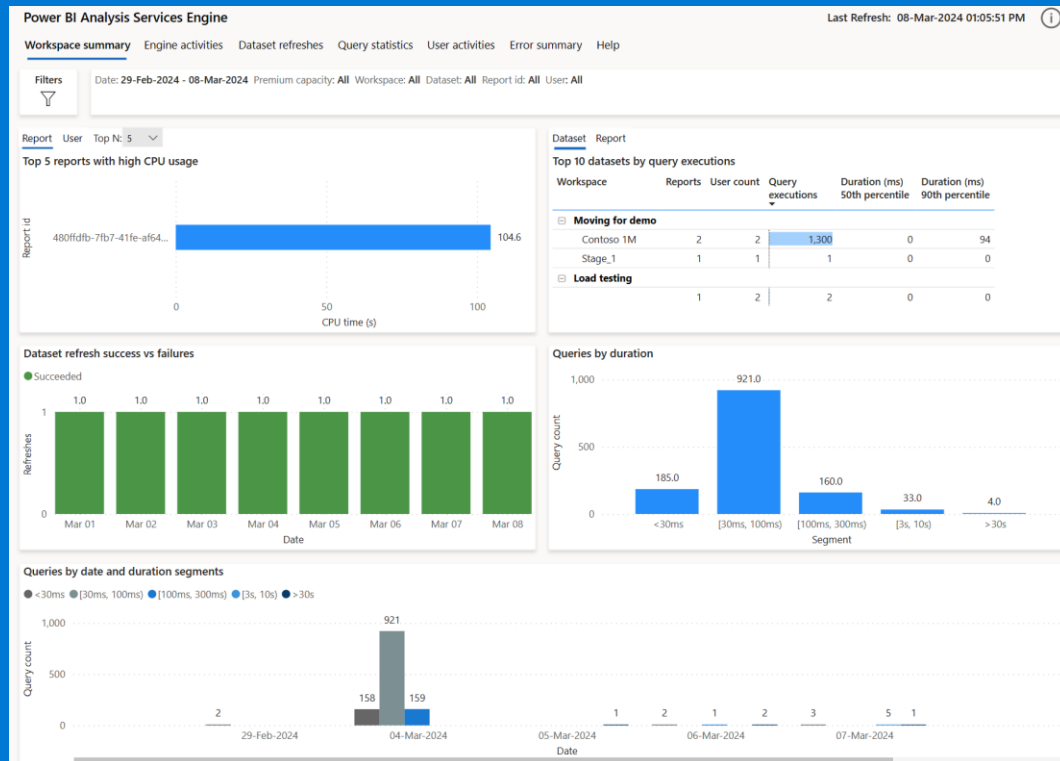 Power BI Analysis Services Engine
Last Refresh: 08-Mar-2024 01:05:51 PM
Workspace summary Engine activities Dataset refreshes Query statistics User activities Error summary Help
Filters
Date: 29-Feb-2024 - 08-Mar-2024 Premium capacity: All Workspace: All Dataset: All Report id: All User: All
Report User Top N: 5
Top 5 reports with high CPU usage
Report id
480ffdfb-7fb7-41fe-af64...
104.6
0 50 100
CPU time (s)
Dataset Report
Top 10 datasets by query executions
Workspace Reports User count Query executions Duration (ms) 50th percentile Duration (ms) 90th percentile
Moving for demo
Contoso 1M 2 2 1,300 0 94
Stage_1 1 1 1 0 0
Load testing
1 2 2 0 0
Dataset refresh success vs failures
Succeeded
1.0 1.0 1.0 1.0 1.0 1.0 1.0 1.0
1
Refreshes
0
Mar 01 Mar 02 Mar 03 Mar 04 Mar 05 Mar 06 Mar 07 Mar 08
Date
Queries by duration
1,000
500
0
Query count
185.0 921.0 160.0 33.0 4.0
<30ms [30ms, 100ms) [100ms, 300ms) [3s, 10s) >30s
Segment
Queries by date and duration segments
<30ms [30ms, 100ms) [100ms, 300ms) [3s, 10s) >30s
1,000
500
0
Query count
2 158 921 159 1 2 1 2 3 5 1
29-Feb-2024 04-Mar-2024 05-Mar-2024 06-Mar-2024 07-Mar-2024
Date